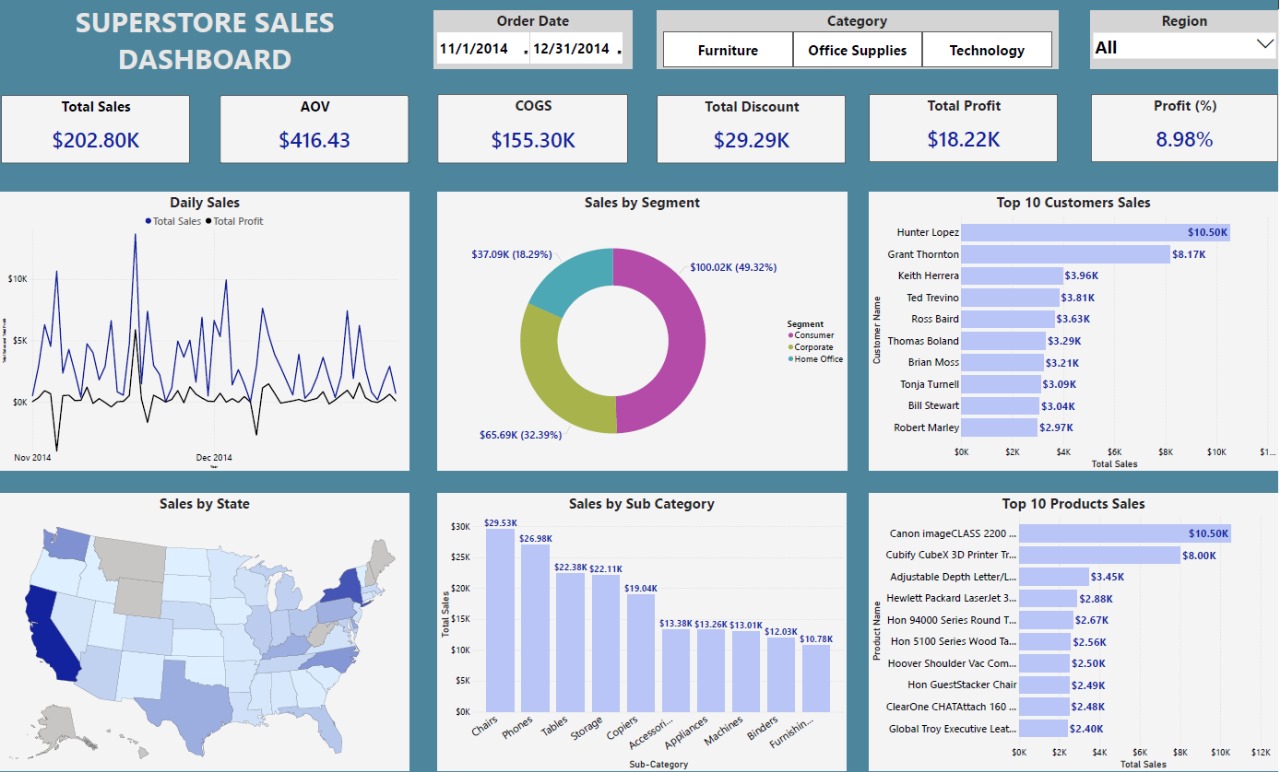 SUPERSTORE SALES
DASHBOARD
Order Date
11/1/2014 12/31/2014
Category
Furniture Office Supplies Technology
Region
All
Total Sales
$202.80K
AOV
$416.43
COGS
$155.30K
Total Discount
$29.29K
Total Profit
$18.22K
Profit (%)
8.98%
Daily Sales
Total Sales Total Profit
$10K
$5K
$0K
Nov 2014 Dec 2014
Sales by Segment
$37.09K (18.29%)
$100.02K (49.32%)
$65.69K (32.39%)
Segment
Consumer
Corporate
Home Office
Top 10 Customers Sales
Customer Name
Hunter Lopez $10.50K
Grant Thornton $8.17K
Keith Herrera $3.96K
Ted Trevino $3.81K
Ross Baird $3.63K
Thomas Boland $3.29K
Brian Moss $3.21K
Tonja Turnell $3.09K
Bill Stewart $3.04K
Robert Marley $2.97K
$0K $2K $4K $6K $8K $10K $1...
Total Sales
Sales by State
Sales by Sub Category
Total Sales
$30K
$25K
$20K
$15K
$10K
$5K
$0K
$29.53K
$26.98K
$22.38K
$22.11K
$19.04K
$13.38K
$13.26K
$13.01K
$12.03K
$10.78K
Chairs
Phones
Tables
Storage
Copiers
Accessori...
Appliances
Machines
Binders
Furnishin...
Sub-Category
Top 10 Products Sales
Product Name
Canon imageCLASS 2200 ... $10.50K
Cubify CubeX 3D Printer Tr... $8.00K
Adjustable Depth Letter/L... $3.45K
Hewlett Packard LaserJet 3... $2.88K
Hon 94000 Series Round T... $2.67K
Hon 5100 Series Wood Ta... $2.56K
Hoover Shoulder Vac Com... $2.50K
Hon GuestStacker Chair $2.49K
ClearOne CHATAttach 160 ... $2.48K
Global Troy Executive Leat... $2.40K
$0K $2K $4K $6K $8K $10K $12K
Total Sales